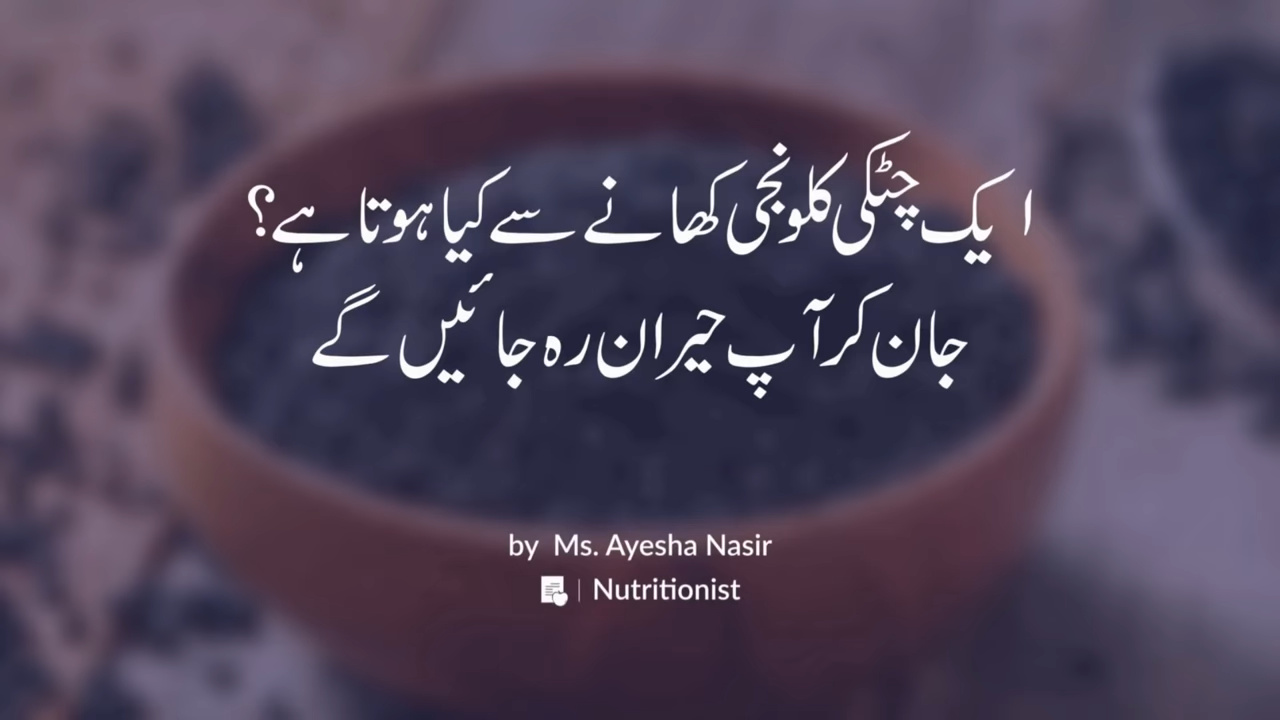 ایک چٹکی کلونجی کھانے سے کیا ہوتا ہے؟
جان کر آپ حیران رہ جائیں گے
by Ms. Ayesha Nasir
Nutritionist